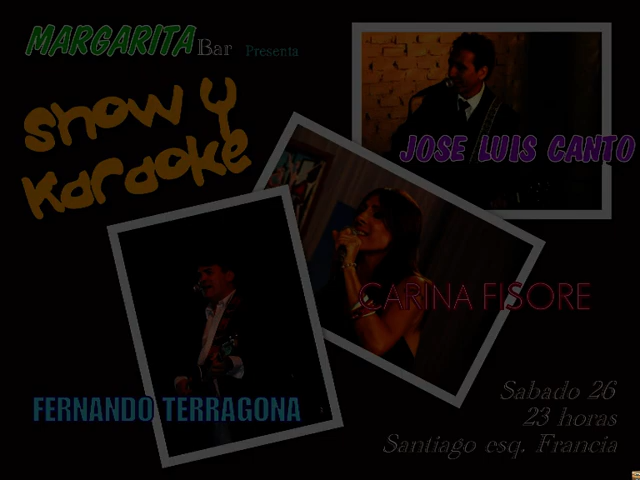 MARGARITA Bar Presenta
Show y
Karaoke
JOSE LUIS CANTO
CARINA FISORE
FERNANDO TERRAGONA
Sabado 26
23 horas
Santiago esq. Francia